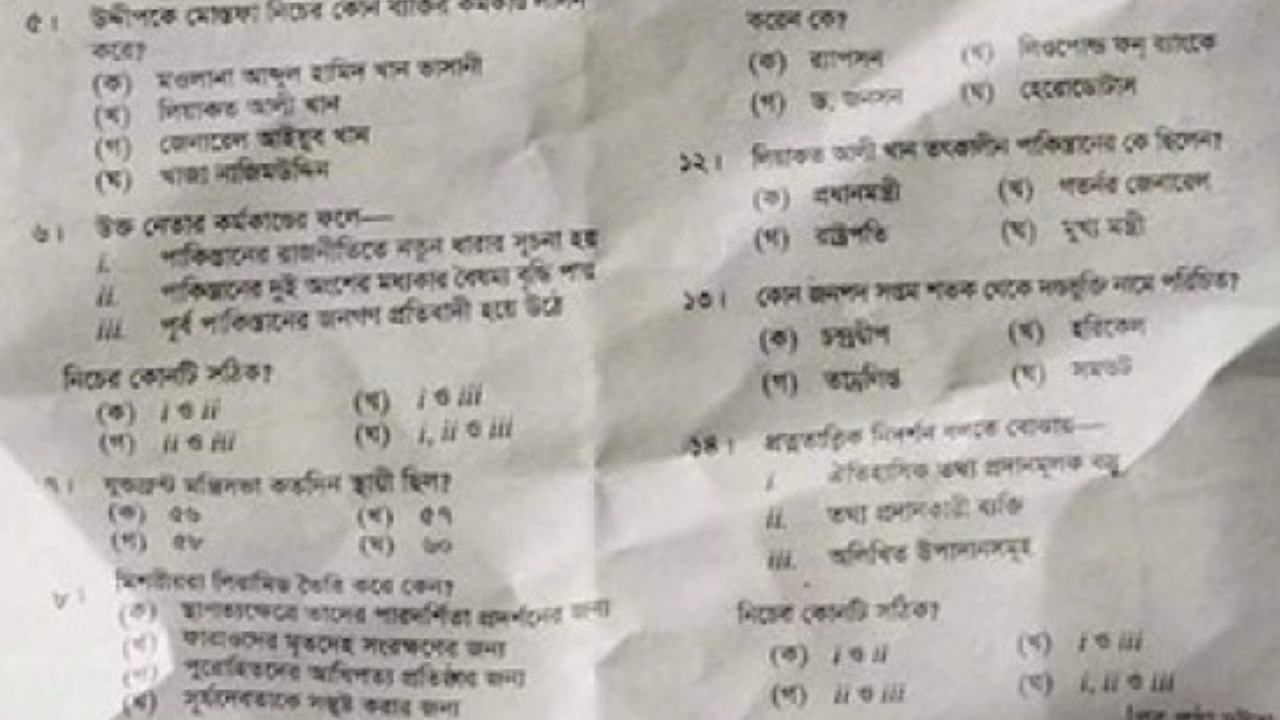 ৫। উদ্দীপকে মোস্তফা নিচের কোন ব্যক্তির কর্মকাণ্ড
করে?
(ক) মওলানা আব্দুল হামিদ খান ভাসানী
(খ) লিয়াকত আলী খান
(গ) জেনারেল আইয়ুব খান
(ঘ) খাজা নাজিমউদ্দিন
৬। উক্ত নেতার কর্মকাণ্ডের ফলে—
i. পাকিস্তানের রাজনীতিতে নতুন ধারার সূচনা হয়
ii. পাকিস্তানের দুই অংশের মধ্যকার বৈষম্য বৃদ্ধি পায়
iii. পূর্ব পাকিস্তানের জনগণ প্রতিবাদী হয়ে উঠে
নিচের কোনটি সঠিক?
(ক) i ও ii (খ) i ও iii
(গ) ii ও iii (ঘ) i, ii ও iii
৭। যুক্তফ্রন্ট মন্ত্রিসভা কতদিন স্থায়ী ছিল?
(ক) ৫৬ (খ) ৫৭
(গ) ৫৮ (ঘ) ৬০
৮। মিশরীয়রা পিরামিড তৈরি করে কেন?
(ক) স্থাপত্যক্ষেত্রে তাদের পারদর্শিতা প্রদর্শনের জন্য
(খ) ফারাওদের মৃতদেহ সংরক্ষণের জন্য
(গ) পুরোহিতদের আধিপত্য প্রতিষ্ঠার জন্য
(ঘ) সূর্যদেবতাকে সন্তুষ্ট করার জন্য
করেন কে?
(ক) র‍্যাপসন (খ) লিওপোল্ড ফন্ র‍্যাংকে
(গ) ড. জনসন (ঘ) হেরোডোটাস
১২। লিয়াকত আলী খান তৎকালীন পাকিস্তানের কে ছিলেন?
(ক) প্রধানমন্ত্রী (খ) গভর্নর জেনারেল
(গ) রাষ্ট্রপতি (ঘ) মুখ্য মন্ত্রী
১৩। কোন জনপদ সপ্তম শতক থেকে দণ্ডভুক্তি নামে পরিচিত?
(ক) চন্দ্রদ্বীপ (খ) হরিকেল
(গ) তাম্রলিপ্ত (ঘ) সমতট
১৪। প্রত্নতাত্ত্বিক নিদর্শন বলতে বোঝায়—
i ঐতিহাসিক তথ্য প্রদানমূলক বস্তু
ii. তথ্য প্রদানকারী ব্যক্তি
iii. অলিখিত উপাদানসমূহ
নিচের কোনটি সঠিক?
(ক) i ও ii (খ) i ও iii
(গ) ii ও iii (ঘ) i, ii ও iii